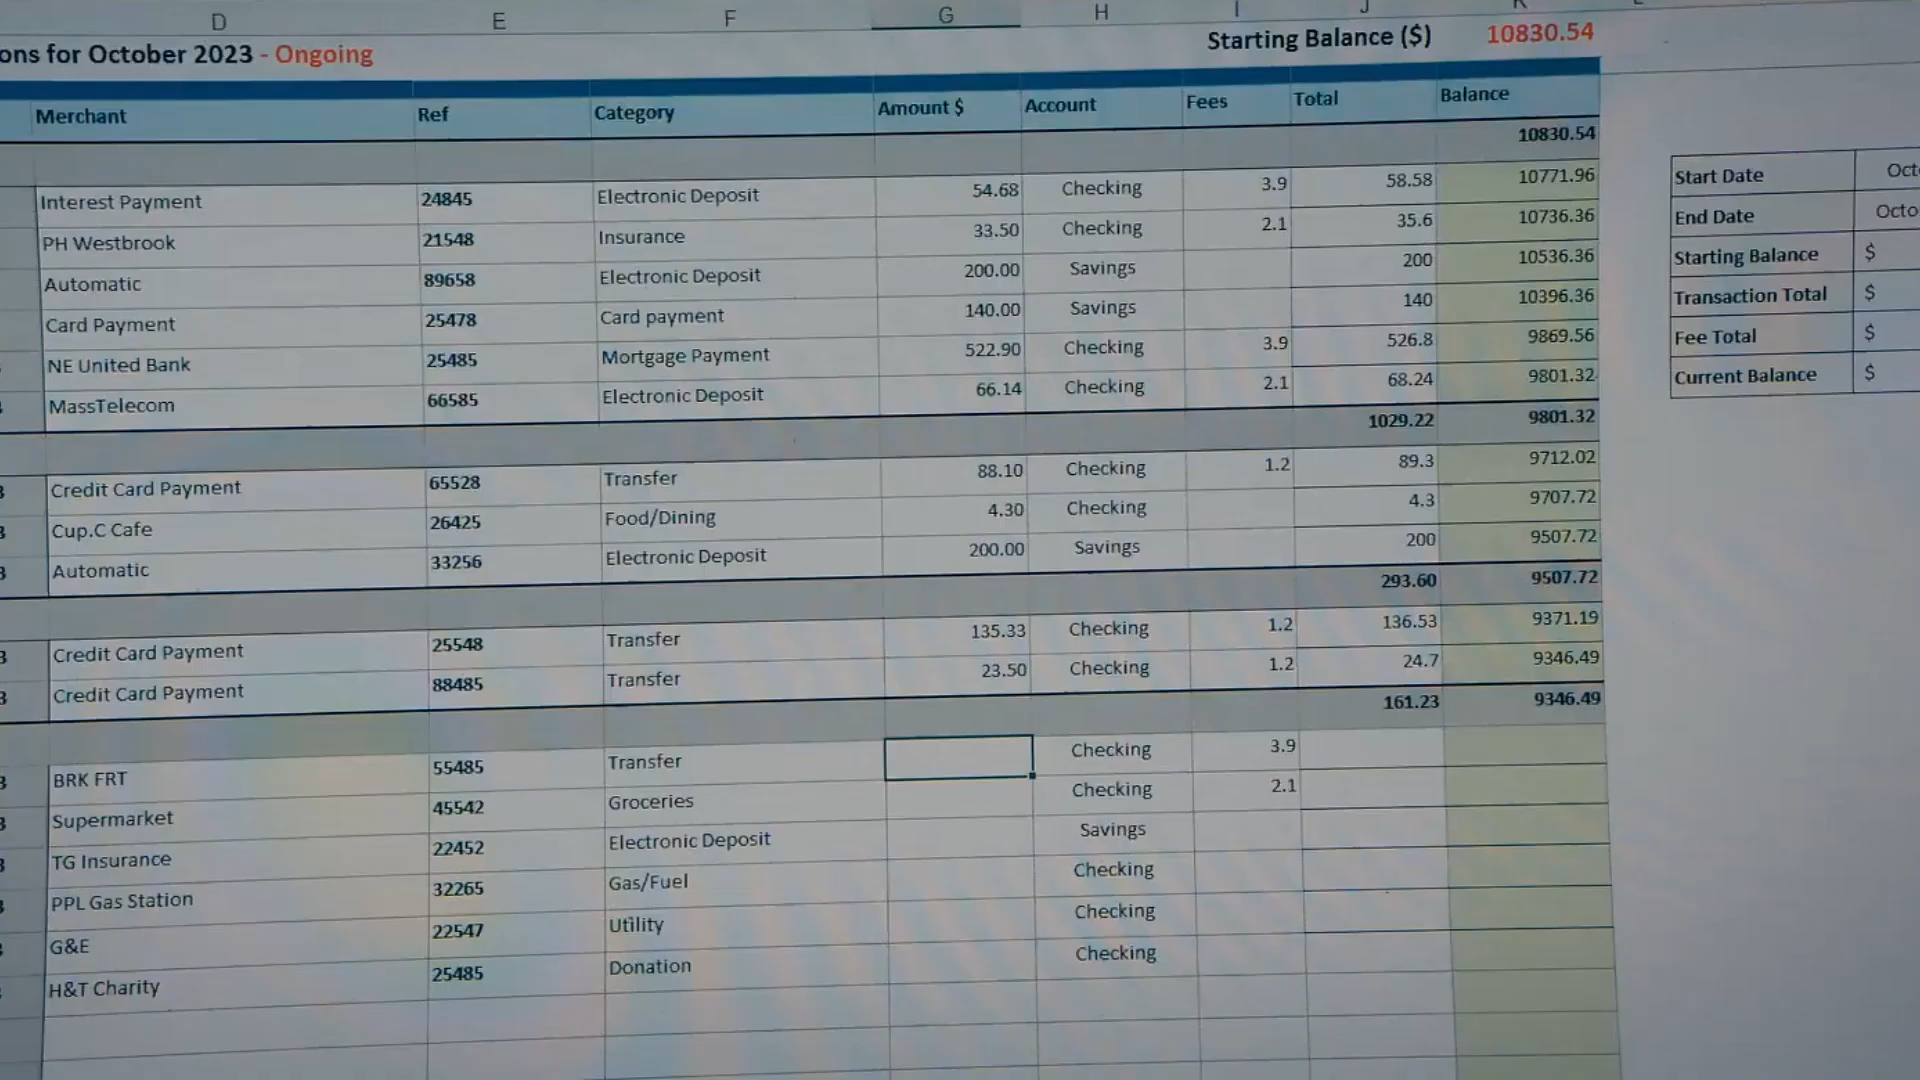 D E F G H I J K
ons for October 2023 - Ongoing Starting Balance ($) 10830.54
Merchant Ref Category Amount $ Account Fees Total Balance
10830.54
Interest Payment 24845 Electronic Deposit 54.68 Checking 3.9 58.58 10771.96
PH Westbrook 21548 Insurance 33.50 Checking 2.1 35.6 10736.36
Automatic 89658 Electronic Deposit 200.00 Savings 200 10536.36
Card Payment 25478 Card payment 140.00 Savings 140 10396.36
NE United Bank 25485 Mortgage Payment 522.90 Checking 3.9 526.8 9869.56
MassTelecom 66585 Electronic Deposit 66.14 Checking 2.1 68.24 9801.32
1029.22 9801.32
3 Credit Card Payment 65528 Transfer 88.10 Checking 1.2 89.3 9712.02
3 Cup.C Cafe 26425 Food/Dining 4.30 Checking 4.3 9707.72
3 Automatic 33256 Electronic Deposit 200.00 Savings 200 9507.72
293.60 9507.72
3 Credit Card Payment 25548 Transfer 135.33 Checking 1.2 136.53 9371.19
3 Credit Card Payment 88485 Transfer 23.50 Checking 1.2 24.7 9346.49
161.23 9346.49
3 BRK FRT 55485 Transfer Checking 3.9
3 Supermarket 45542 Groceries Checking 2.1
3 TG Insurance 22452 Electronic Deposit Savings
PPL Gas Station 32265 Gas/Fuel Checking
G&E 22547 Utility Checking
H&T Charity 25485 Donation Checking
Start Date Oct
End Date Octo
Starting Balance $
Transaction Total $
Fee Total $
Current Balance $